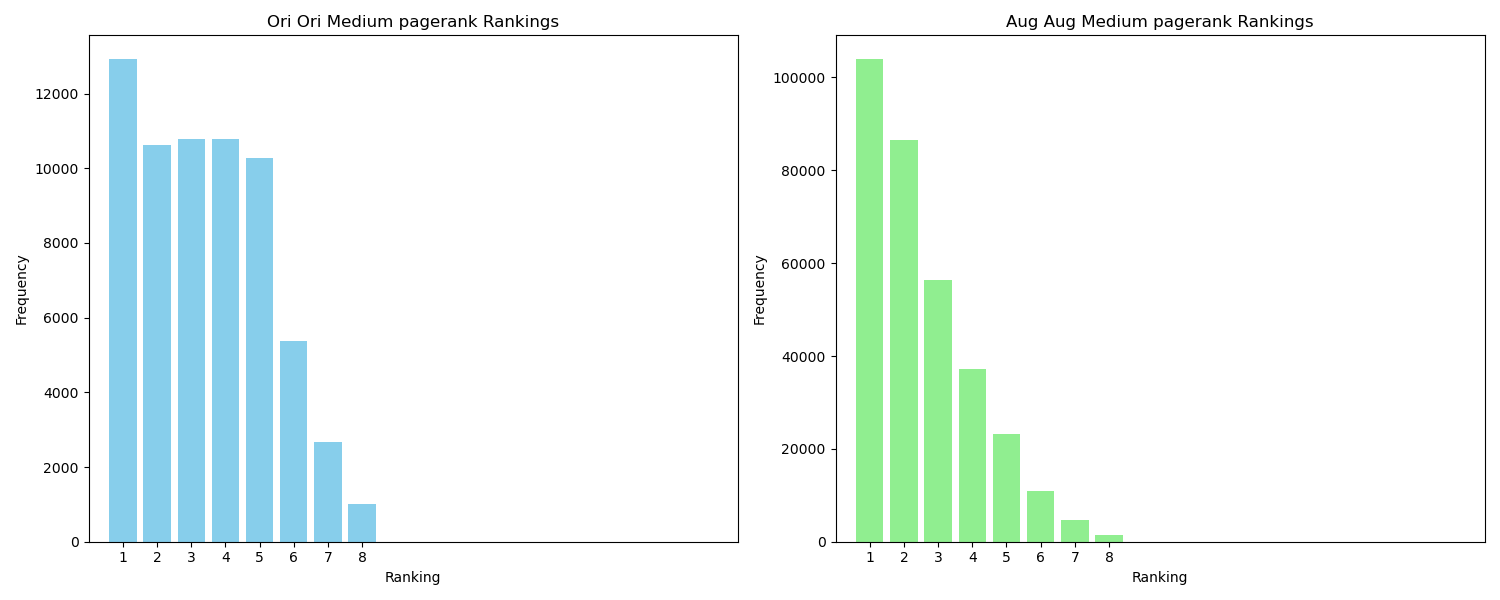 Ori Ori Medium pagerank Rankings
12000
10000
8000
6000
4000
2000
0
Frequency
1 2 3 4 5 6 7 8
Ranking
Aug Aug Medium pagerank Rankings
100000
80000
60000
40000
20000
0
Frequency
1 2 3 4 5 6 7 8
Ranking